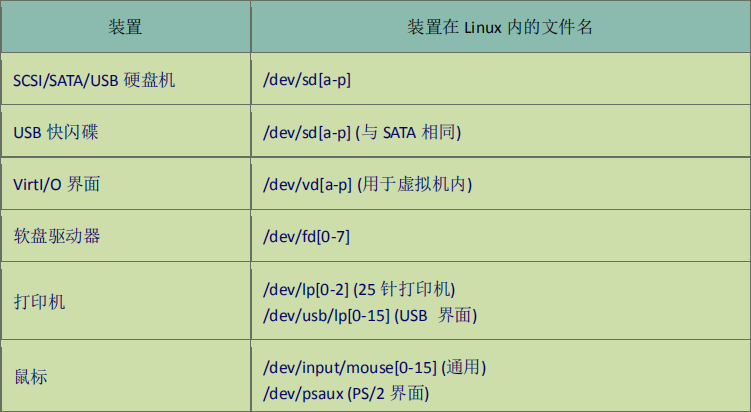 装置 装置在 Linux 内的文件名
SCSI/SATA/USB 硬盘机 /dev/sd[a-p]
USB 快闪碟 /dev/sd[a-p] (与 SATA 相同)
VirtI/O 界面 /dev/vd[a-p] (用于虚拟机内)
软盘驱动器 /dev/fd[0-7]
打印机 /dev/lp[0-2] (25 针打印机)
/dev/usb/lp[0-15] (USB 界面)
鼠标 /dev/input/mouse[0-15] (通用)
/dev/psaux (PS/2 界面)